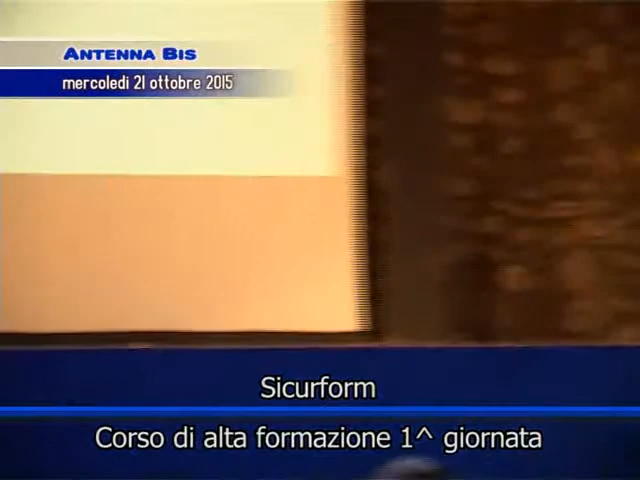 Antenna Bis
mercoledì 21 ottobre 2015
Sicurform
Corso di alta formazione 1^ giornata